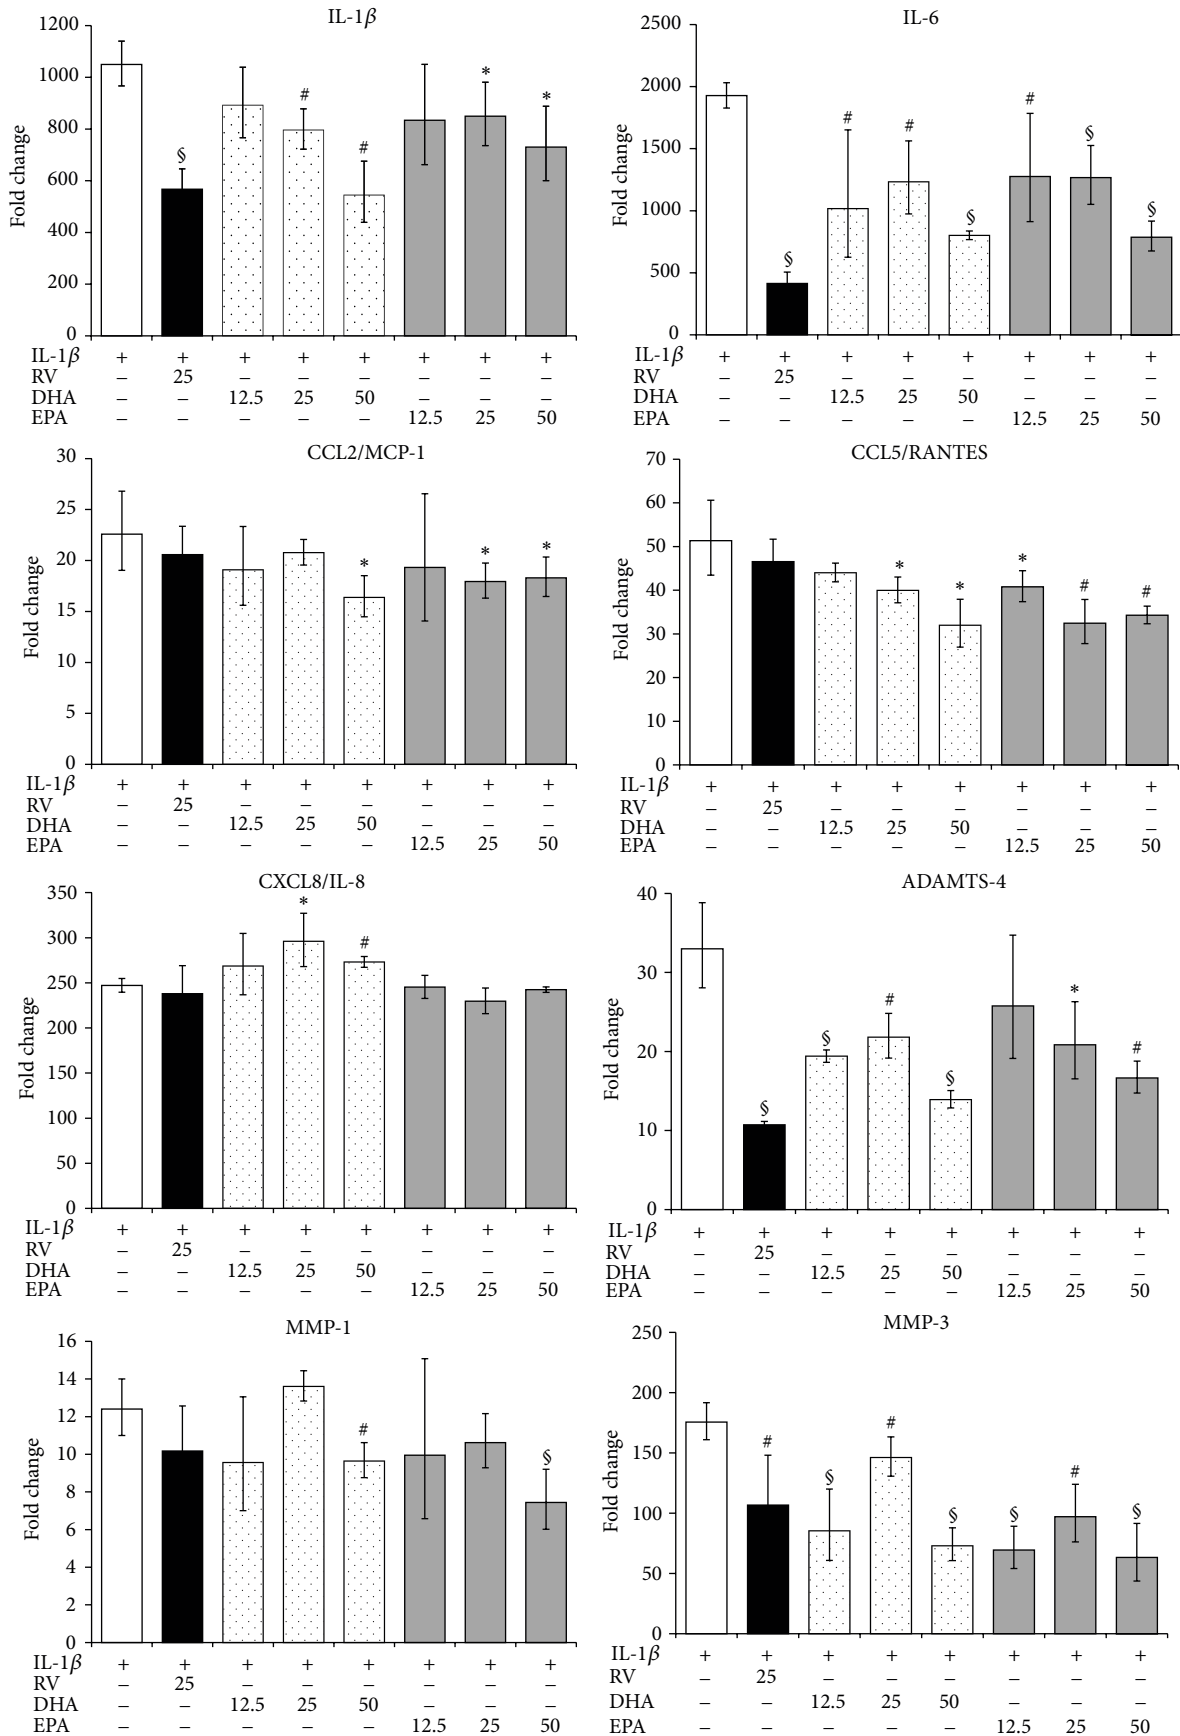 IL-1β
1200
1000
800
600
400
200
0
Fold change
§
#
#
*
*
IL-1β + + + + + + + +
RV – 25 – – – – – –
DHA – – 12.5 25 50 – – –
EPA – – – – – 12.5 25 50
IL-6
2500
2000
1500
1000
500
0
Fold change
§
#
#
§
#
§
§
IL-1β + + + + + + + +
RV – 25 – – – – – –
DHA – – 12.5 25 50 – – –
EPA – – – – – 12.5 25 50
CCL2/MCP-1
30
25
20
15
10
5
0
Fold change
*
*
*
IL-1β + + + + + + + +
RV – 25 – – – – – –
DHA – – 12.5 25 50 – – –
EPA – – – – – 12.5 25 50
CCL5/RANTES
70
60
50
40
30
20
10
0
Fold change
*
*
*
#
#
IL-1β + + + + + + + +
RV – 25 – – – – – –
DHA – – 12.5 25 50 – – –
EPA – – – – – 12.5 25 50
CXCL8/IL-8
350
300
250
200
150
100
50
0
Fold change
*
#
IL-1β + + + + + + + +
RV – 25 – – – – – –
DHA – – 12.5 25 50 – – –
EPA – – – – – 12.5 25 50
ADAMTS-4
40
30
20
10
0
Fold change
§
§
#
§
*
#
IL-1β + + + + + + + +
RV – 25 – – – – – –
DHA – – 12.5 25 50 – – –
EPA – – – – – 12.5 25 50
MMP-1
16
14
12
10
8
6
4
2
0
Fold change
#
§
IL-1β + + + + + + + +
RV – 25 – – – – – –
DHA – – 12.5 25 50 – – –
EPA – – – – – 12.5 25 50
MMP-3
250
200
150
100
50
0
Fold change
#
§
#
§
§
#
§
IL-1β + + + + + + + +
RV – 25 – – – – – –
DHA – – 12.5 25 50 – – –
EPA – – – – – 12.5 25 50